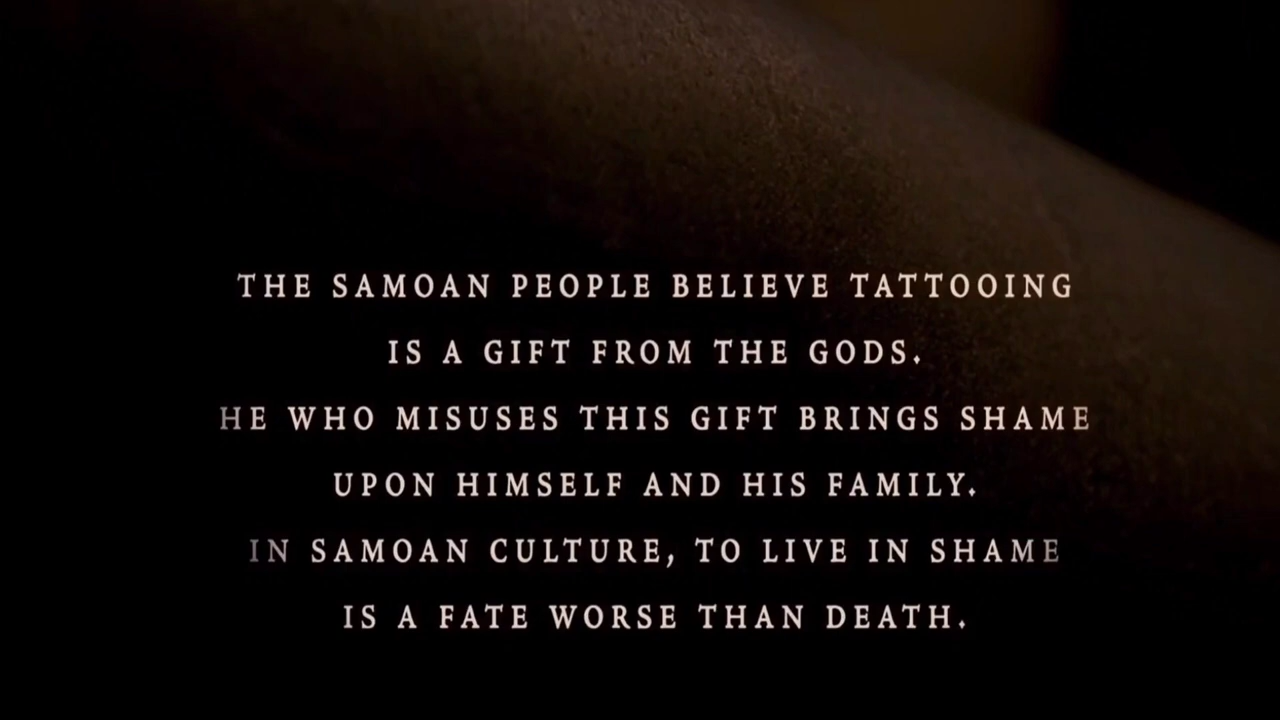 THE SAMOAN PEOPLE BELIEVE TATTOOING
IS A GIFT FROM THE GODS.
HE WHO MISUSES THIS GIFT BRINGS SHAME
UPON HIMSELF AND HIS FAMILY.
IN SAMOAN CULTURE, TO LIVE IN SHAME
IS A FATE WORSE THAN DEATH.